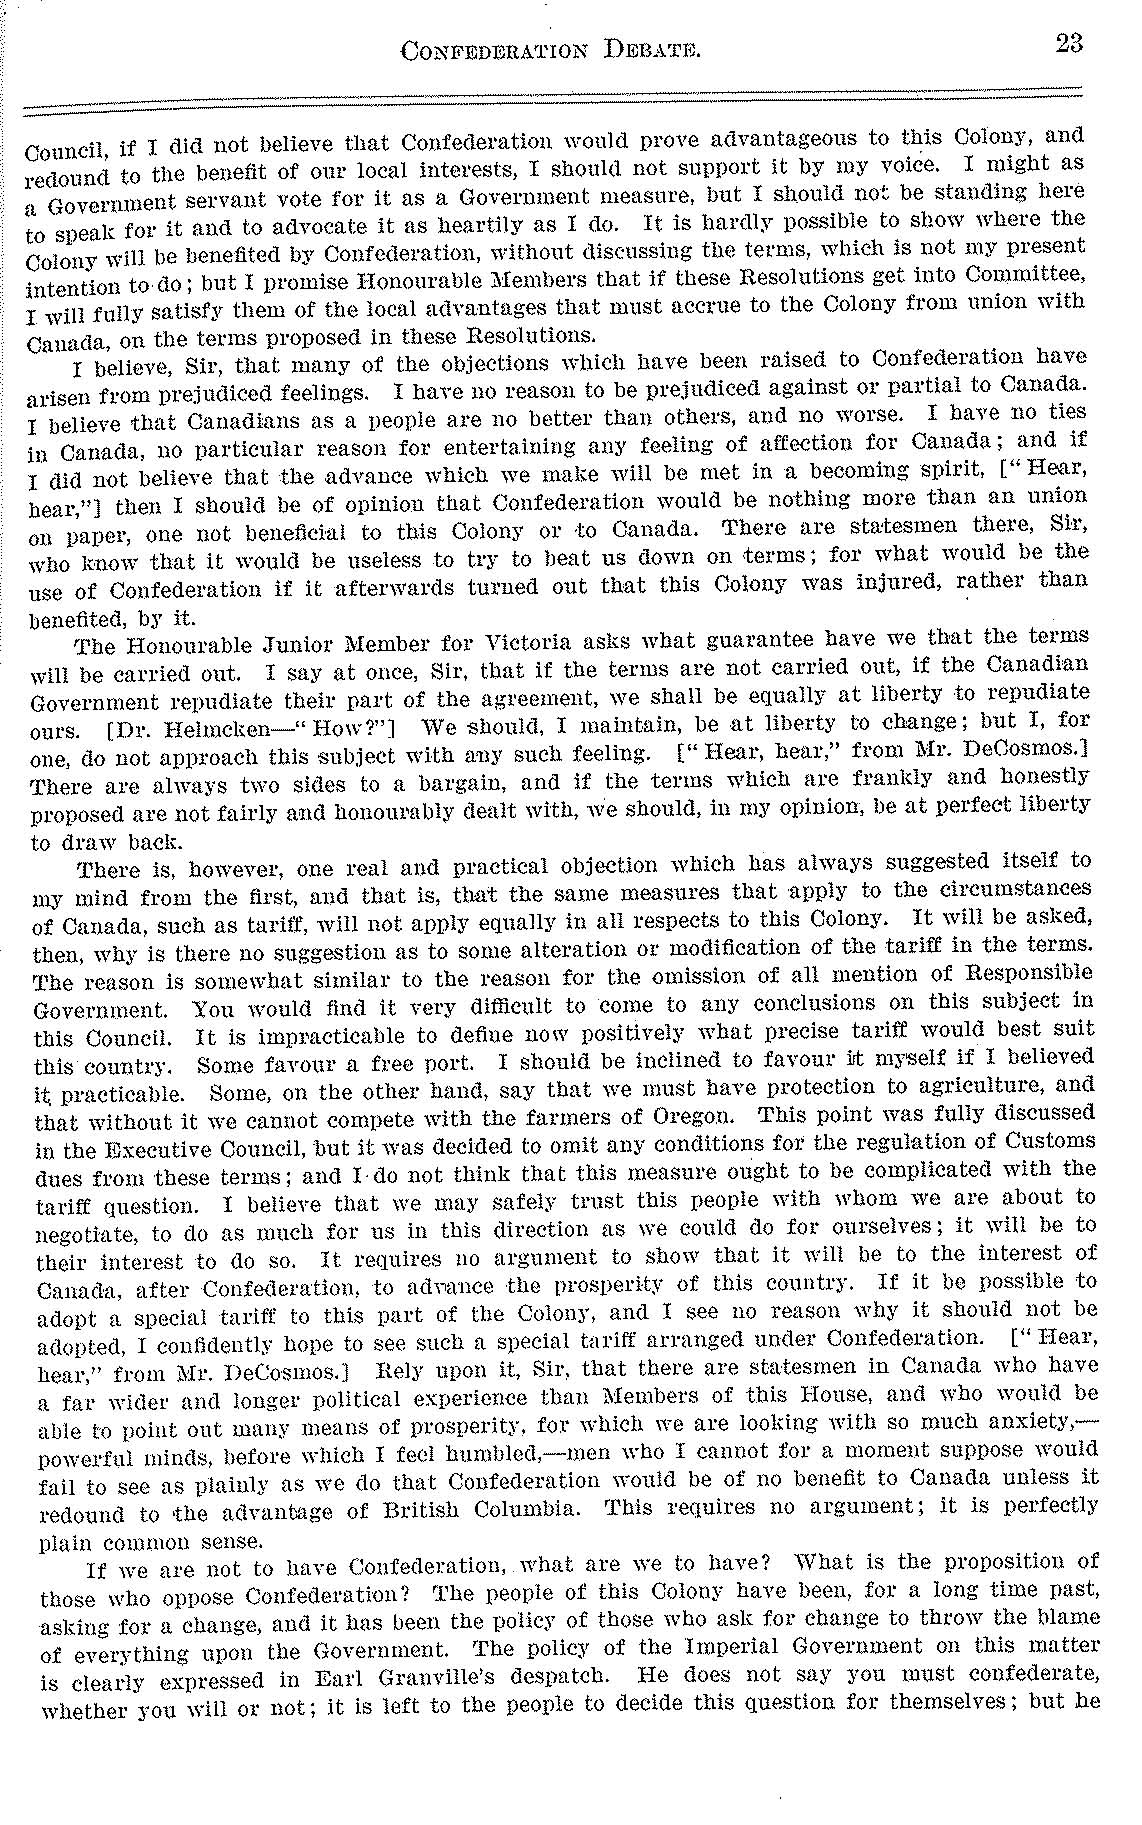 CONFEDERATION DEBATE. 23
Council, if I did not believe that Confederation would prove advantageous to this Colony, and
redound to the benefit of our local interests, I should not support it by my voice. I might as
a Government servant vote for it as a Government measure, but I should not be standing here
to speak for it and to advocate it as heartily as I do. It is hardly possible to show where the
Colony will be benefited by Confederation, without discussing the terms, which is not my present
intention to do; but I promise Honourable Members that if these Resolutions get into Committee,
I will fully satisfy them of the local advantages that must accrue to the Colony from union with
Canada, on the terms proposed in these Resolutions.
I believe, Sir, that many of the objections which have been raised to Confederation have
arisen from prejudiced feelings. I have no reason to be prejudiced against or partial to Canada.
I believe that Canadians as a people are no better than others, and no worse. I have no ties
in Canada, no particular reason for entertaining any feeling of affection for Canada; and if
I did not believe that the advance which we make will be met in a becoming spirit, ["Hear,
hear,"] then I should be of opinion that Confederation would be nothing more than an union
on paper, one not beneficial to this Colony or to Canada. There are statesmen there, Sir,
who know that it would be useless to try to beat us down on terms; for what would be the
use of Confederation if it afterwards turned out that this Colony was injured, rather than
benefited, by it.
The Honourable Junior Member for Victoria asks what guarantee have we that the terms
will be carried out. I say at once, Sir, that if the terms are not carried out, if the Canadian
Government repudiate their part of the agreement, we shall be equally at liberty to repudiate
ours. [Dr. Helmcken—"How?"] We should, I maintain, be at liberty to change; but I, for
one, do not approach this subject with any such feeling. ["Hear, hear," from Mr. DeCosmos.]
There are always two sides to a bargain, and if the terms which are frankly and honestly
proposed are not fairly and honourably dealt with, we should, in my opinion, be at perfect liberty
to draw back.
There is, however, one real and practical objection which has always suggested itself to
my mind from the first, and that is, that the same measures that apply to the circumstances
of Canada, such as tariff, will not apply equally in all respects to this Colony. It will be asked,
then, why is there no suggestion as to some alteration or modification of the tariff in the terms.
The reason is somewhat similar to the reason for the omission of all mention of Responsible
Government. You would find it very difficult to come to any conclusions on this subject in
this Council. It is impracticable to define now positively what precise tariff would best suit
this country. Some favour a free port. I should be inclined to favour it myself if I believed
it practicable. Some, on the other hand, say that we must have protection to agriculture, and
that without it we cannot compete with the farmers of Oregon. This point was fully discussed
in the Executive Council, but it was decided to omit any conditions for the regulation of Customs
dues from these terms; and I do not think that this measure ought to be complicated with the
tariff question. I believe that we may safely trust this people with whom we are about to
negotiate, to do as much for us in this direction as we could do for ourselves; it will be to
their interest to do so. It requires no argument to show that it will be to the interest of
Canada, after Confederation, to advance the prosperity of this country. If it be possible to
adopt a special tariff to this part of the Colony, and I see no reason why it should not be
adopted, I confidently hope to see such a special tariff arranged under Confederation. ["Hear,
hear," from Mr. DeCosmos.] Rely upon it, Sir, that there are statesmen in Canada who have
a far wider and longer political experience than Members of this House, and who would be
able to point out many means of prosperity, for which we are looking with so much anxiety,—
powerful minds, before which I feel humbled,—men who I cannot for a moment suppose would
fail to see as plainly as we do that Confederation would be of no benefit to Canada unless it
redound to the advantage of British Columbia. This requires no argument; it is perfectly
plain common sense.
If we are not to have Confederation, what are we to have? What is the proposition of
those who oppose Confederation? The people of this Colony have been, for a long time past,
asking for a change, and it has been the policy of those who ask for change to throw the blame
of everything upon the Government. The policy of the Imperial Government on this matter
is clearly expressed in Earl Granville's despatch. He does not say you must confederate,
whether you will or not; it is left to the people to decide this question for themselves; but he